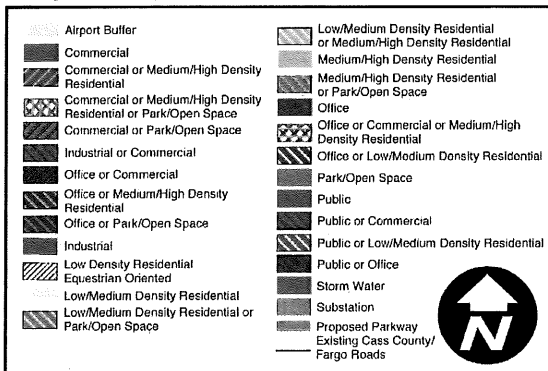 Airport Buffer
Commercial
Commercial or Medium/High Density
Residential
Commercial or Medium/High Density
Residential or Park/Open Space
Commercial or Park/Open Space
Industrial or Commercial
Office or Commercial
Office or Medium/High Density
Residential
Office or Park/Open Space
Industrial
Low Density Residential
Equestrian Oriented
Low/Medium Density Residential
Low/Medium Density Residential or
Park/Open Space
Low/Medium Density Residential
or Medium/High Density Residential
Medium/High Density Residential
Medium/High Density Residential
or Park/Open Space
Office
Office or Commercial or Medium/High
Density Residential
Office or Low/Medium Density Residential
Park/Open Space
Public
Public or Commercial
Public or Low/Medium Density Residential
Public or Office
Storm Water
Substation
Proposed Parkway
Existing Cass County/
Fargo Roads
N